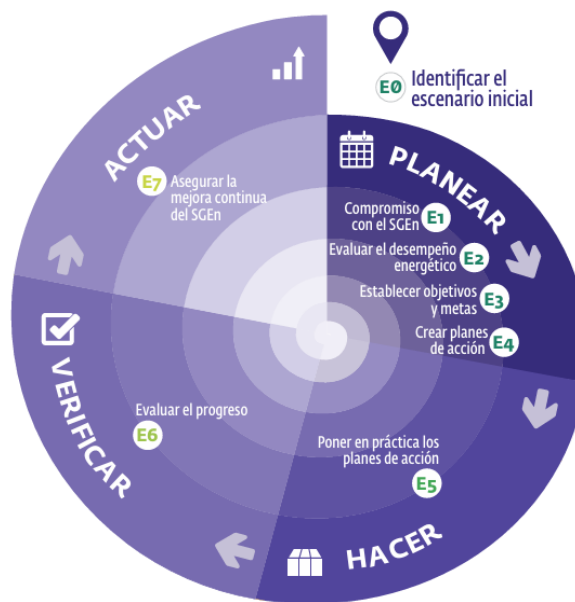 E0 Identificar el
escenario inicial
PLANEAR
Compromiso
con el SGEn E1
Evaluar el desempeño
energético E2
Establecer objetivos
y metas E3
Crear planes
de acción E4
HACER
Poner en práctica los
planes de acción
E5
VERIFICAR
Evaluar el progreso
E6
ACTUAR
E7 Asegurar la
mejora continua
del SGEn